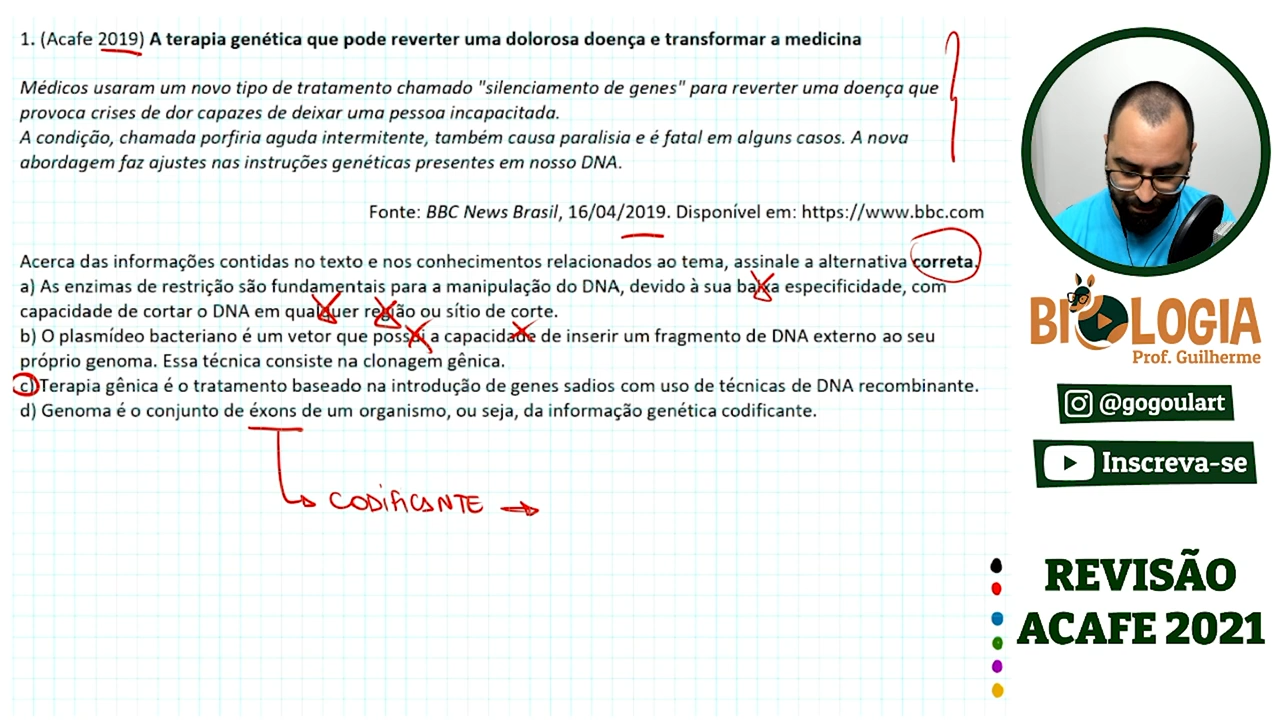 1. (Acafe 2019) A terapia genética que pode reverter uma dolorosa doença e transformar a medicina
Médicos usaram um novo tipo de tratamento chamado "silenciamento de genes" para reverter uma doença que
provoca crises de dor capazes de deixar uma pessoa incapacitada.
A condição, chamada porfiria aguda intermitente, também causa paralisia e é fatal em alguns casos. A nova
abordagem faz ajustes nas instruções genéticas presentes em nosso DNA.
Fonte: BBC News Brasil, 16/04/2019. Disponível em: https://www.bbc.com
Acerca das informações contidas no texto e nos conhecimentos relacionados ao tema, assinale a alternativa correta.
a) As enzimas de restrição são fundamentais para a manipulação do DNA, devido à sua baixa especificidade, com
capacidade de cortar o DNA em qualquer região ou sítio de corte.
b) O plasmídeo bacteriano é um vetor que possui a capacidade de inserir um fragmento de DNA externo ao seu
próprio genoma. Essa técnica consiste na clonagem gênica.
c) Terapia gênica é o tratamento baseado na introdução de genes sadios com uso de técnicas de DNA recombinante.
d) Genoma é o conjunto de éxons de um organismo, ou seja, da informação genética codificante.
CODIFICANTE
BIOLOGIA
Prof. Guilherme
@gogoulart
Inscreva-se
REVISÃO
ACAFE 2021